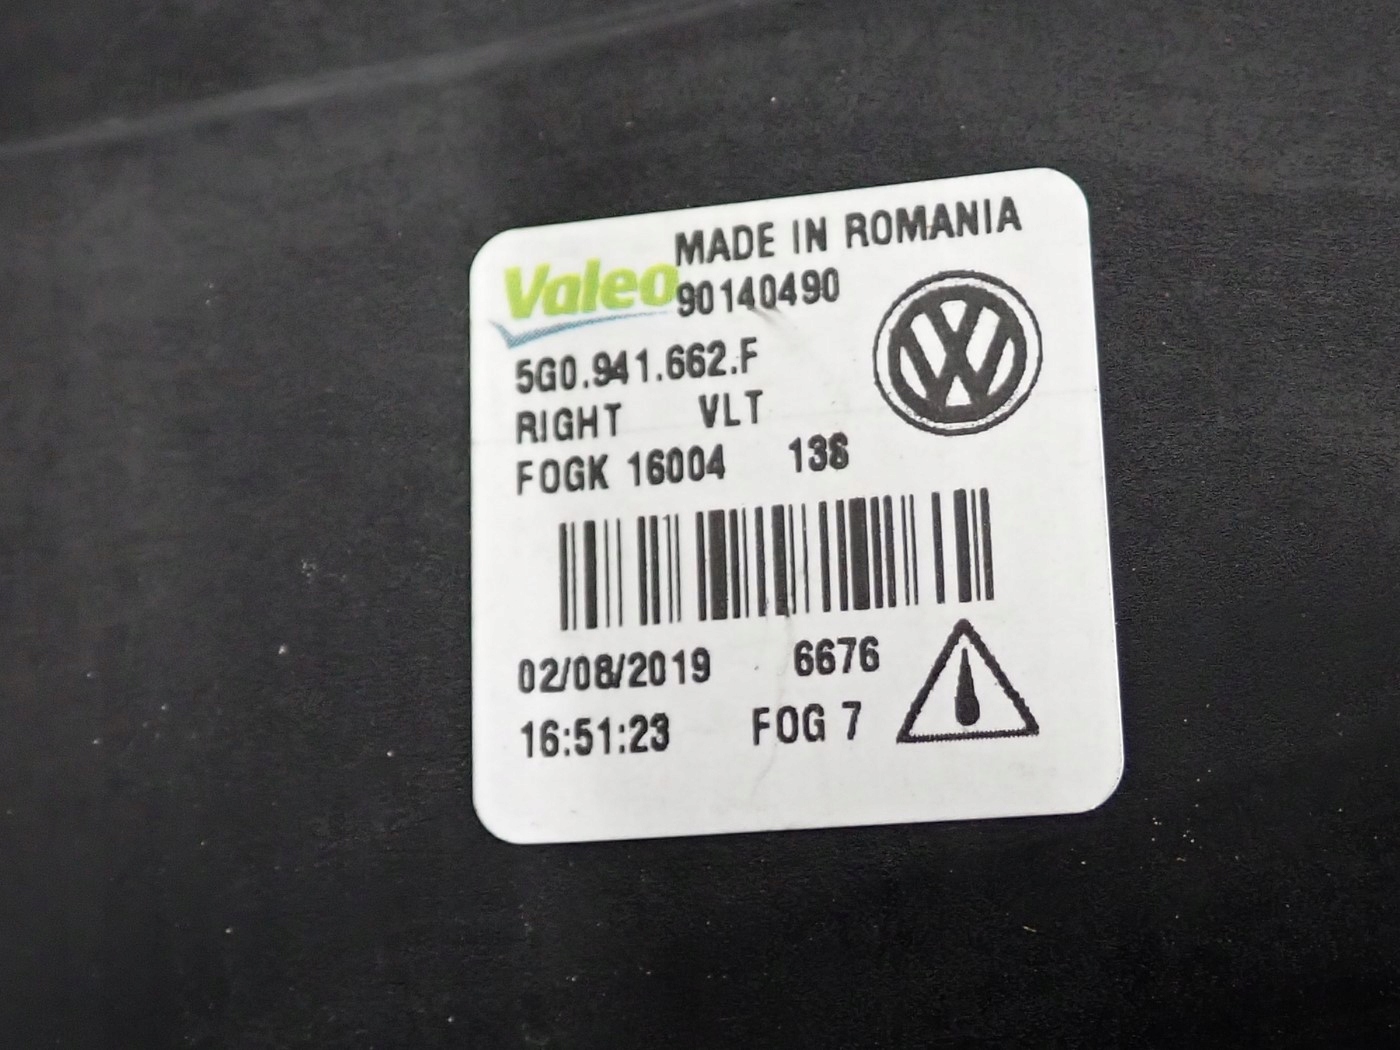 MADE IN ROMANIA
Valeo 90140490
5G0.941.662.F
RIGHT VLT
FOGK 16004 138
02/08/2019 6676
16:51:23 FOG 7